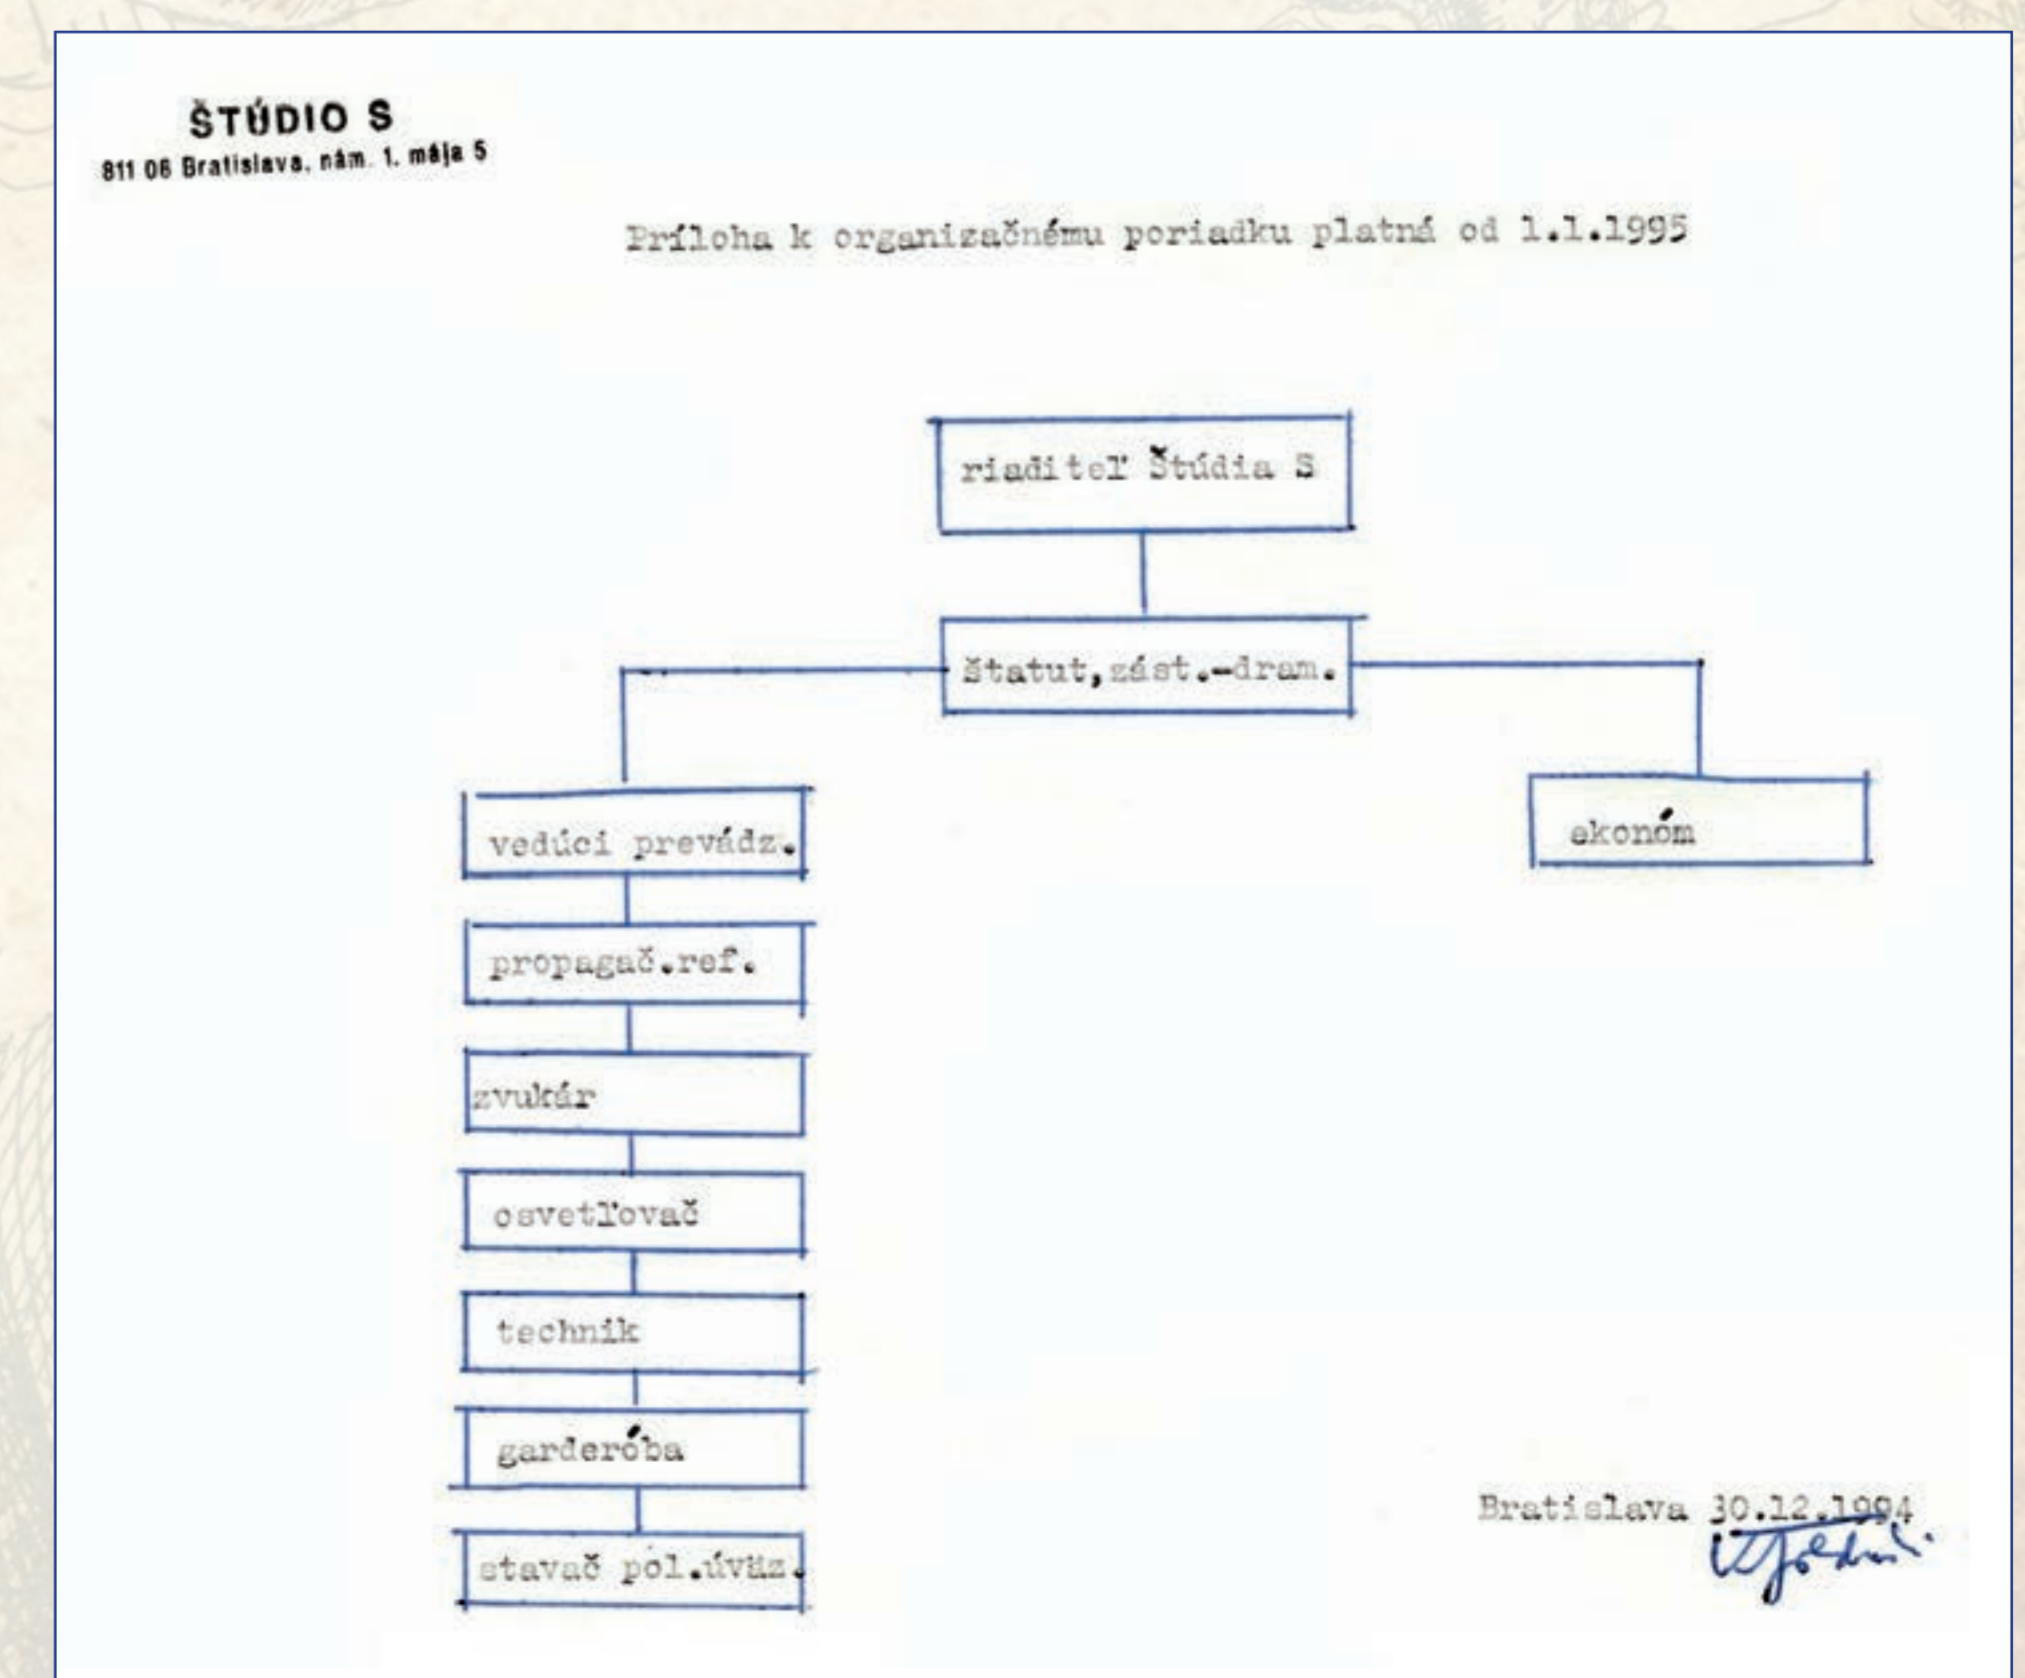 ŠTÚDIO S
811 06 Bratislava, nám. 1. mája 5
Príloha k organizačnému poriadku platná od 1.1.1995
riaditeľ Štúdia S
štatut,zást.-dram.
vedúci prevádz.
ekonóm
propagač.ref.
zvukár
osvetľovač
technik
garderóba
stavač pol.úväz.
Bratislava 30.12.1994